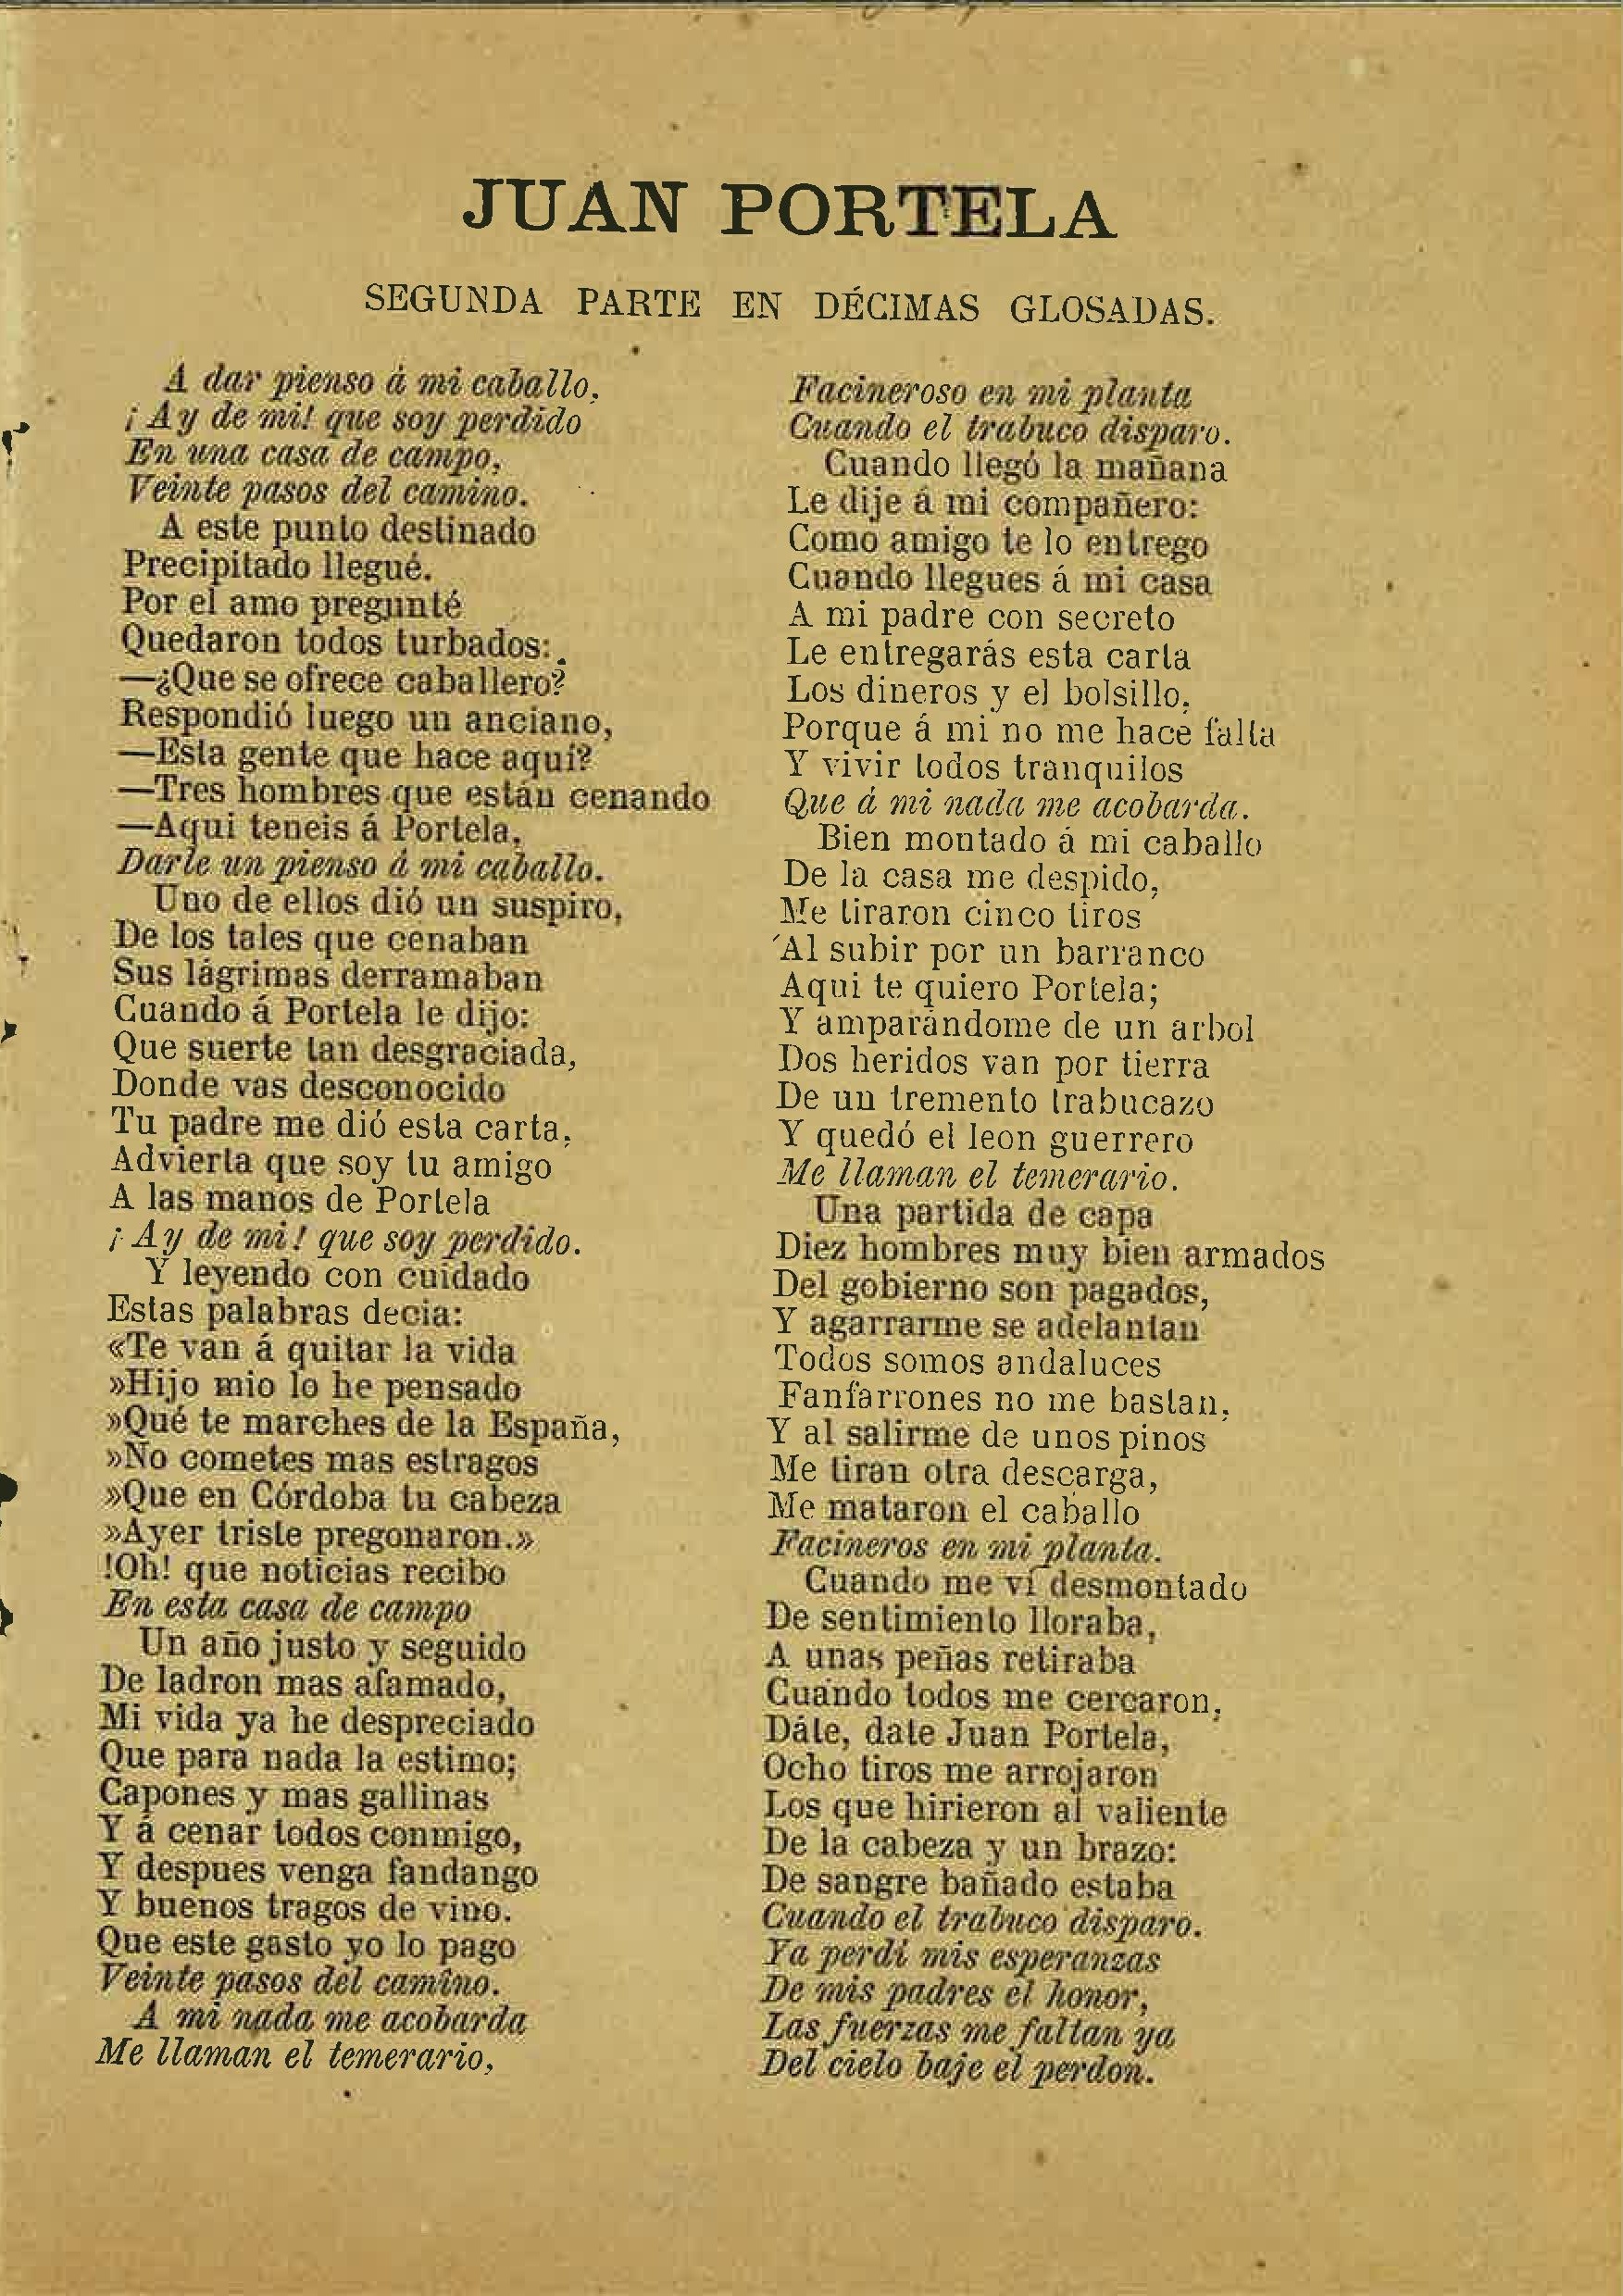 JUAN PORTELA
SEGUNDA PARTE EN DÉCIMAS GLOSADAS.
A dar pienso á mi caballo,
¡Ay de mi! que soy perdido
En una casa de campo,
Veinte pasos del camino.
A este punto destinado
Precipitado llegué.
Por el amo pregunté
Quedaron todos turbados:
—¿Que se ofrece caballero?
Respondió luego un anciano,
—Esta gente que hace aquí?
—Tres hombres que están cenando
—Aqui teneis á Portela,
Darle un pienso á mi caballo.
Uno de ellos dió un suspiro,
De los tales que cenaban
Sus lágrimas derramaban
Cuando á Portela le dijo:
Que suerte tan desgraciada,
Donde vas desconocido
Tu padre me dió esta carta,
Advierta que soy tu amigo
A las manos de Portela
¡Ay de mi! que soy perdido.
Y leyendo con cuidado
Estas palabras decia:
«Te van á quitar la vida
»Hijo mio lo he pensado
»Qué te marches de la España,
»No cometes mas estragos
»Que en Córdoba tu cabeza
»Ayer triste pregonaron.»
!Oh! que noticias recibo
En esta casa de campo
Un año justo y seguido
De ladron mas afamado,
Mi vida ya he despreciado
Que para nada la estimo;
Capones y mas gallinas
Y á cenar todos conmigo,
Y despues venga fandango
Y buenos tragos de vino.
Que este gasto yo lo pago
Veinte pasos del camino.
A mi nada me acobarda
Me llaman el temerario,
Facineroso en mi planta
Cuando el trabuco disparo.
Cuando llegó la mañana
Le dije á mi compañero:
Como amigo te lo entrego
Cuando llegues á mi casa
A mi padre con secreto
Le entregarás esta carta
Los dineros y el bolsillo,
Porque á mi no me hace falta
Y vivir todos tranquilos
Que á mi nada me acobarda.
Bien montado á mi caballo
De la casa me despido,
Me tiraron cinco tiros
Al subir por un barranco
Aqui te quiero Portela;
Y amparándome de un arbol
Dos heridos van por tierra
De un tremento trabucazo
Y quedó el leon guerrero
Me llaman el temerario.
Una partida de capa
Diez hombres muy bien armados
Del gobierno son pagados,
Y agarrarme se adelantan
Todos somos andaluces
Fanfarrones no me bastan,
Y al salirme de unos pinos
Me tiran otra descarga,
Me mataron el caballo
Facineros en mi planta.
Cuando me ví desmontado
De sentimiento lloraba,
A unas peñas retiraba
Cuando todos me cercaron,
Dále, date Juan Portela,
Ocho tiros me arrojaron
Los que hirieron al valiente
De la cabeza y un brazo:
De sangre bañado estaba
Cuando el trabuco disparo.
Ya perdi mis esperanzas
De mis padres el honor,
Las fuerzas me faltan ya
Del cielo baje el perdon.